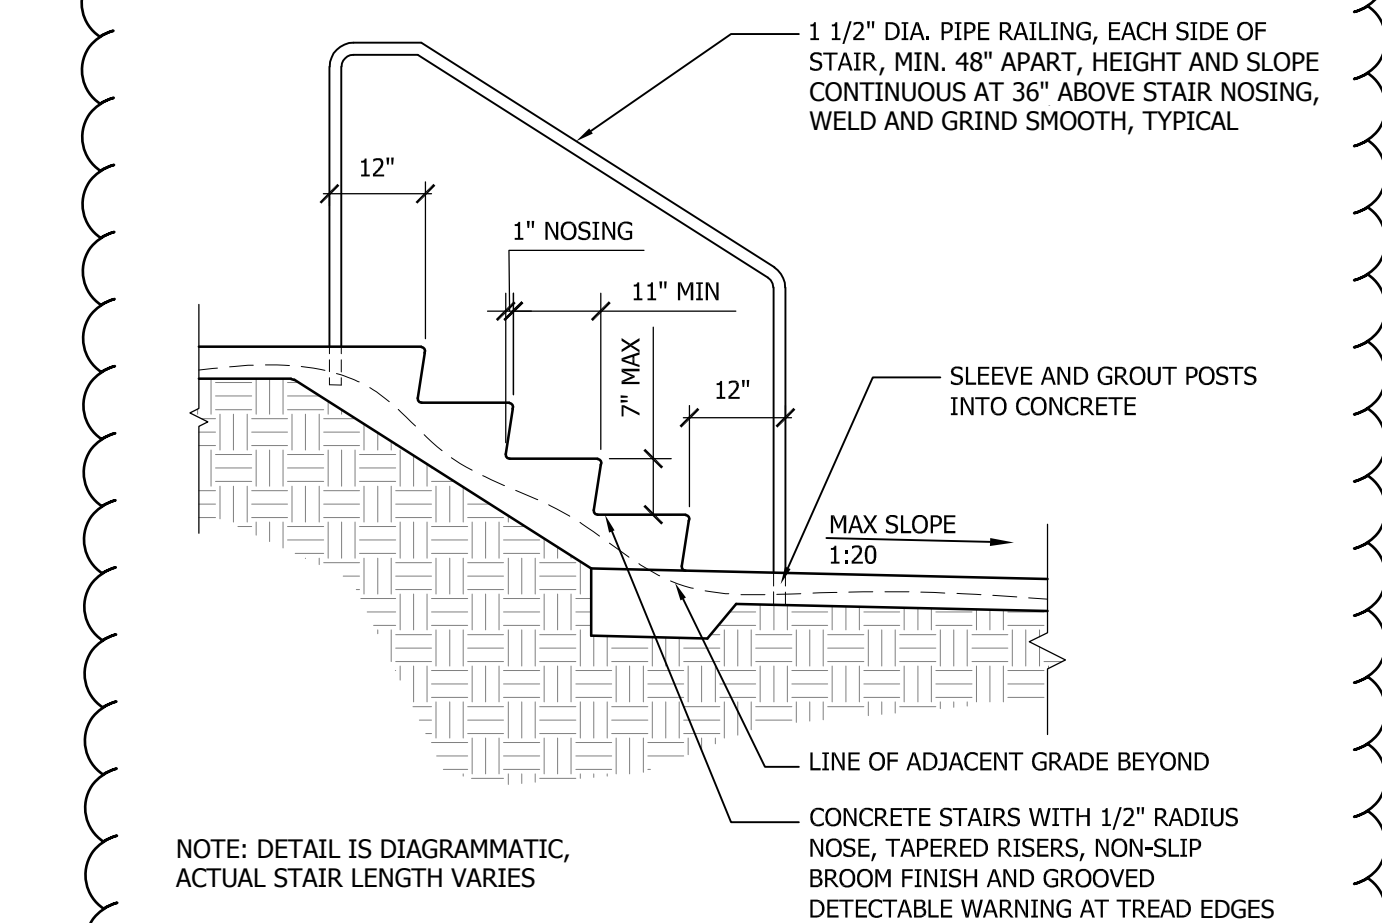 1 1/2" DIA. PIPE RAILING, EACH SIDE OF
STAIR, MIN. 48" APART, HEIGHT AND SLOPE
CONTINUOUS AT 36" ABOVE STAIR NOSING,
WELD AND GRIND SMOOTH, TYPICAL
12"
1" NOSING
11" MIN
7" MAX
12"
SLEEVE AND GROUT POSTS
INTO CONCRETE
MAX SLOPE
1:20
LINE OF ADJACENT GRADE BEYOND
CONCRETE STAIRS WITH 1/2" RADIUS
NOSE, TAPERED RISERS, NON-SLIP
BROOM FINISH AND GROOVED
DETECTABLE WARNING AT TREAD EDGES
NOTE: DETAIL IS DIAGRAMMATIC,
ACTUAL STAIR LENGTH VARIES